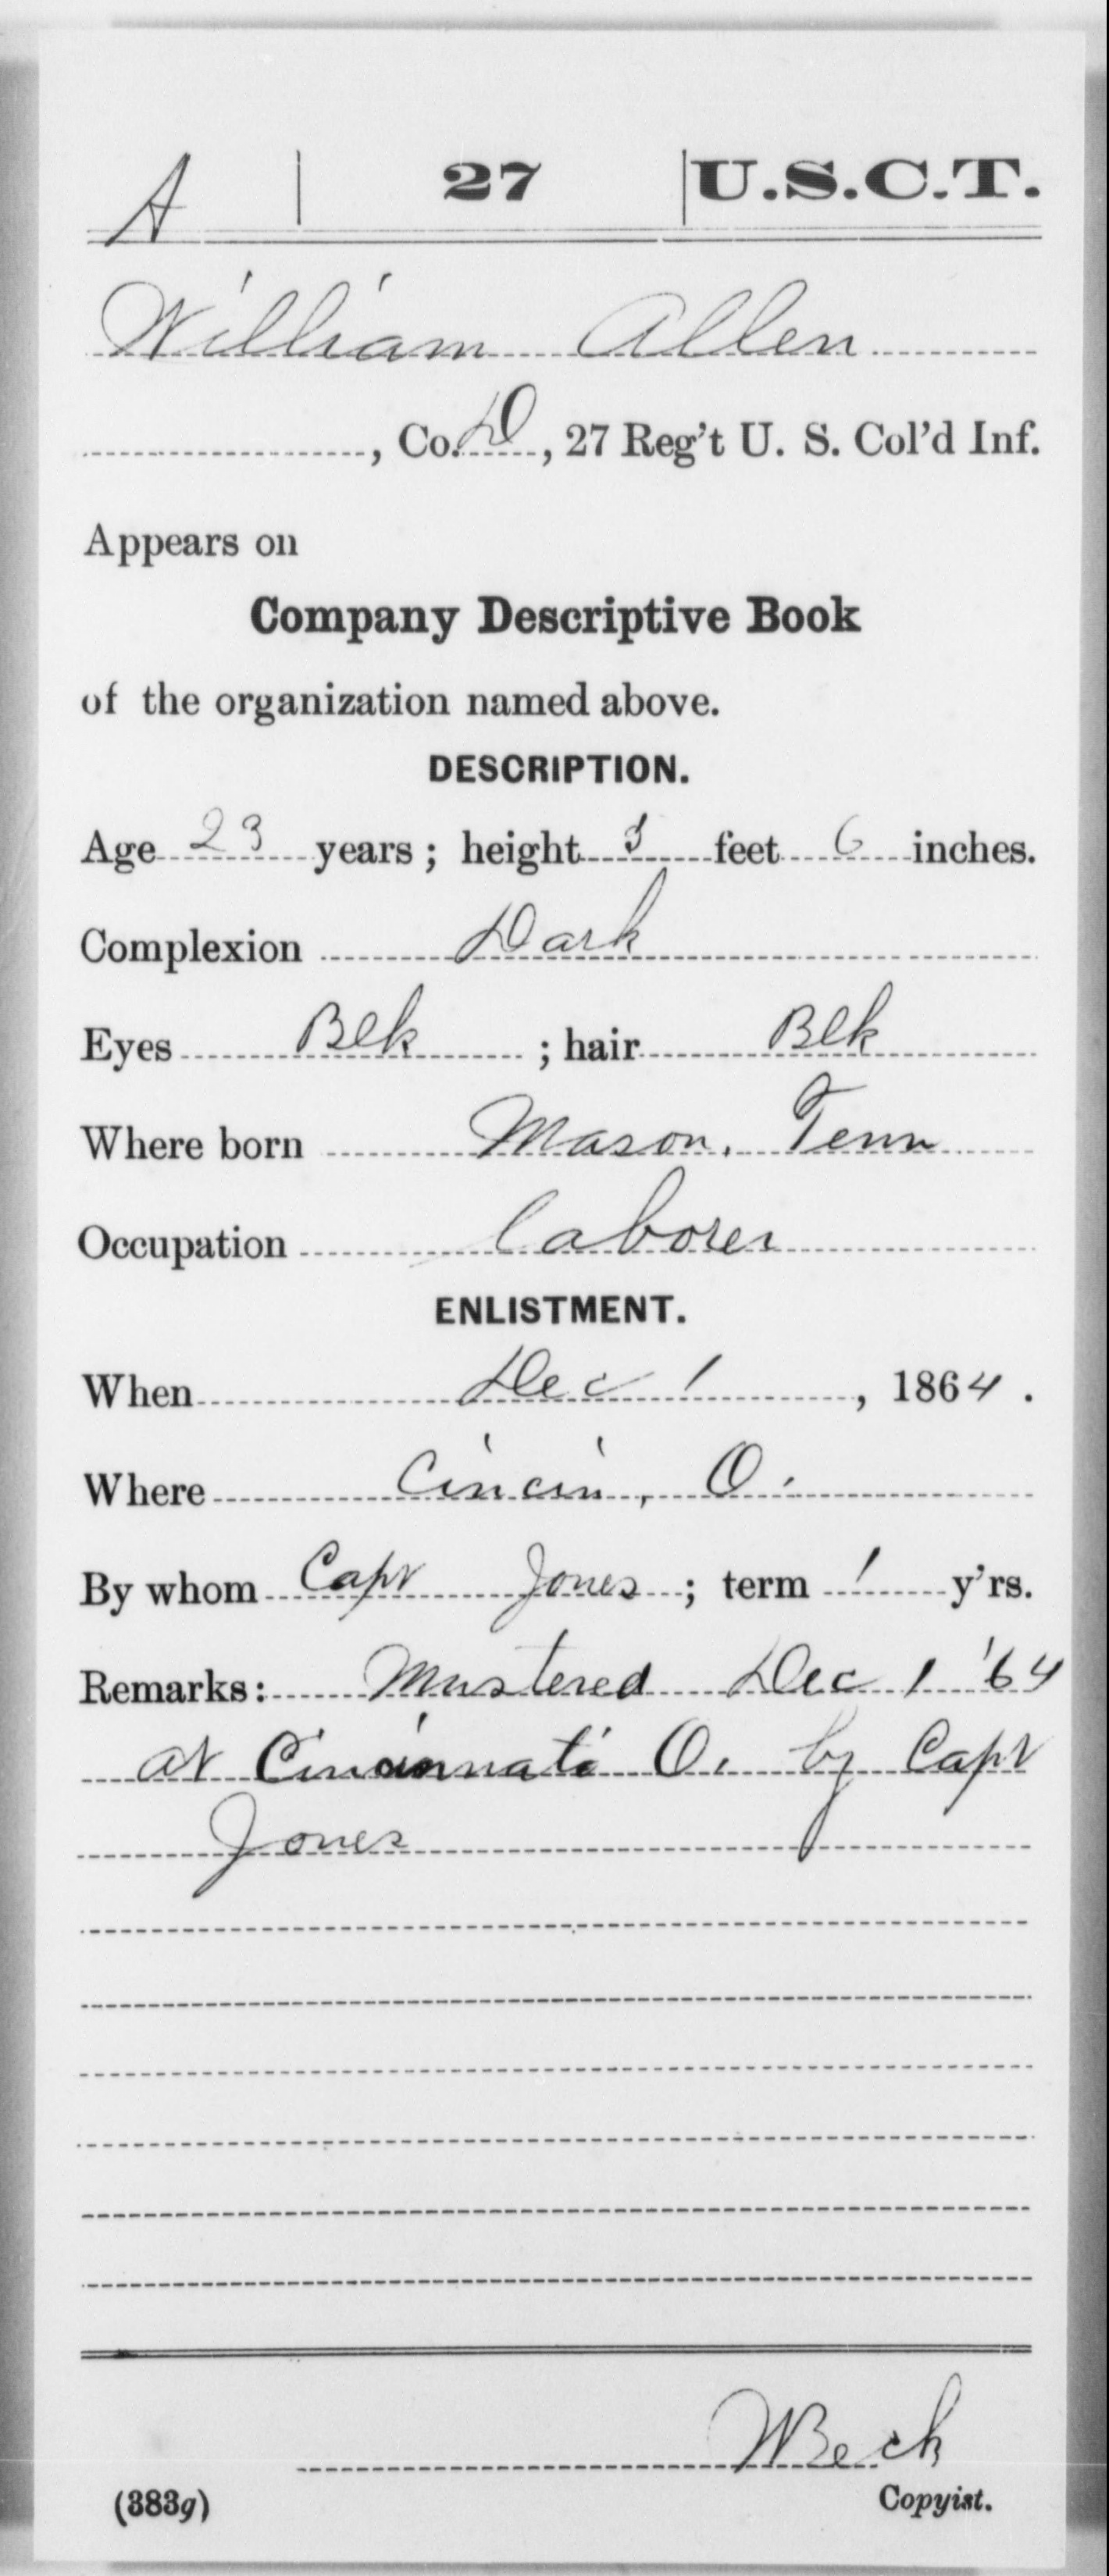 A | 27 | U.S.C.T.
William Allen
, Co. D, 27 Reg't U. S. Col'd Inf.
Appears on
Company Descriptive Book
of the organization named above.
DESCRIPTION.
Age 23 years; height 5 feet 6 inches.
Complexion Dark
Eyes Blk ; hair Blk
Where born Mason, Tenn
Occupation laborer
ENLISTMENT.
When Dec 1, 1864.
Where Cincin, O.
By whom Capt Jones; term 1 y'rs.
Remarks: Mustered Dec 1 '64
at Cincinnati O. by Capt
Jones
WBeck
(383g) Copyist.